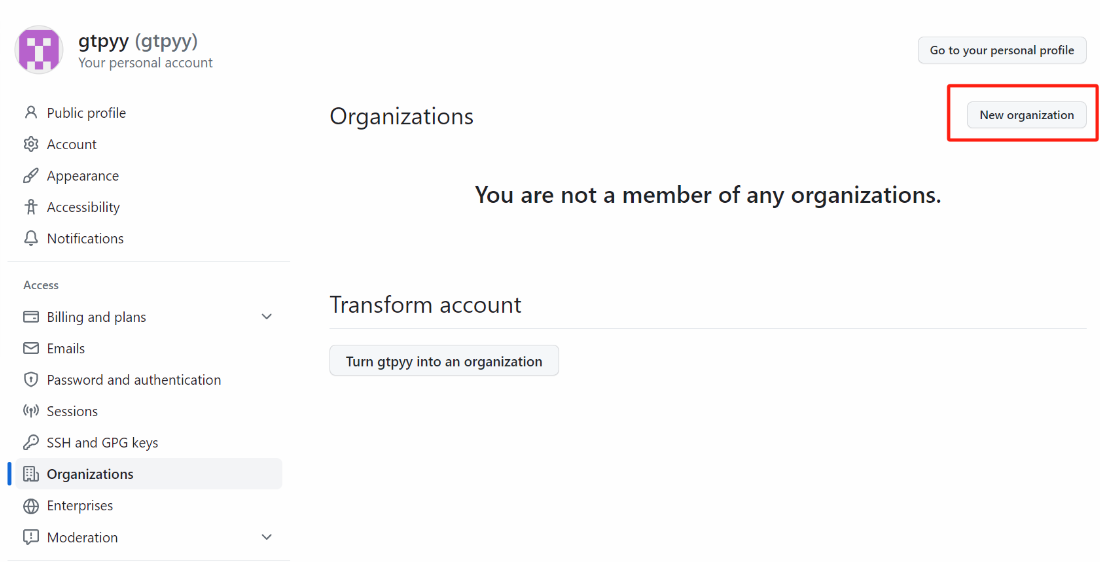 gtpyy (gtpyy)
Your personal account
Go to your personal profile
Public profile
Account
Appearance
Accessibility
Notifications
Access
Billing and plans
Emails
Password and authentication
Sessions
SSH and GPG keys
Organizations
Enterprises
Moderation
Organizations
New organization
You are not a member of any organizations.
Transform account
Turn gtpyy into an organization